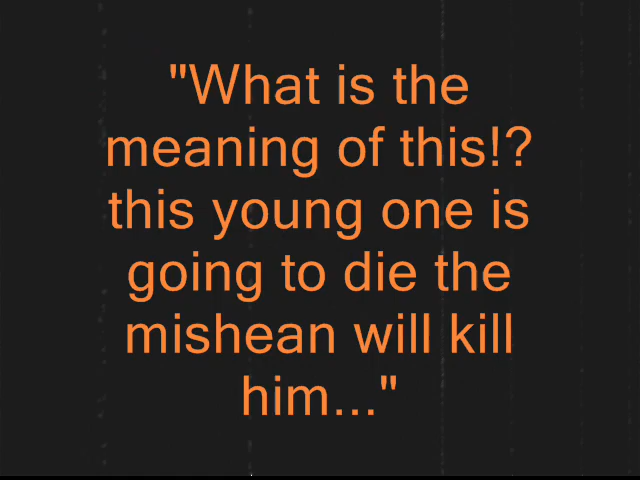 "What is the
meaning of this!?
this young one is
going to die the
mishean will kill
him..."